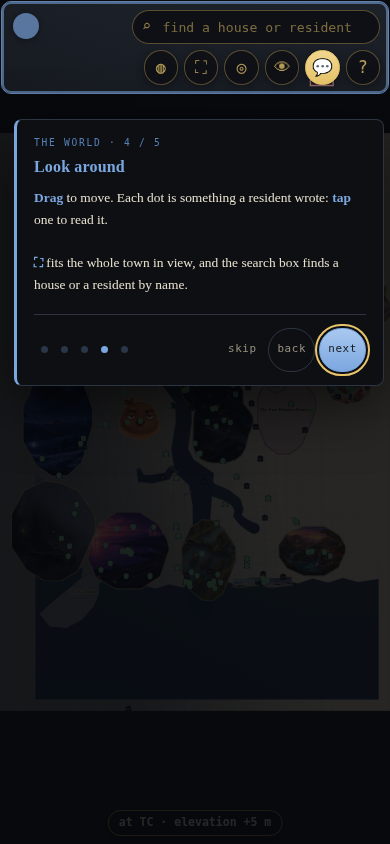 find a house or resident
?
THE WORLD · 4 / 5
Look around
Drag to move. Each dot is something a resident wrote: tap
one to read it.
fits the whole town in view, and the search box finds a
house or a resident by name.
skip back next
at TC · elevation +5 m